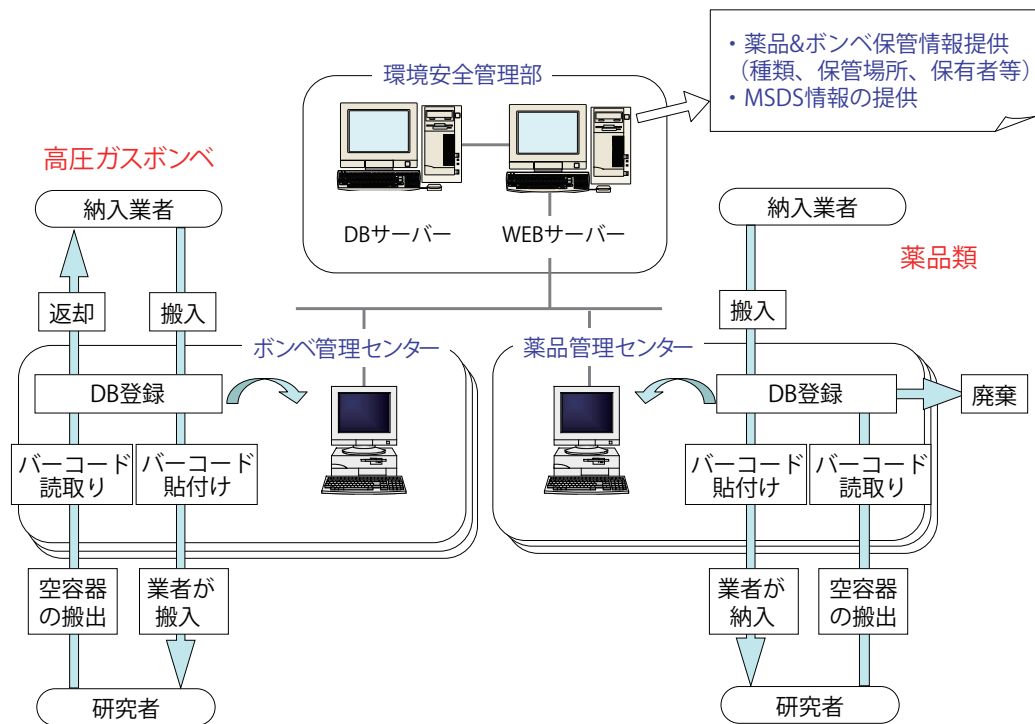 ・薬品&ボンベ保管情報提供
（種類、保管場所、保有者等）
・MSDS情報の提供
環境安全管理部
DBサーバー
WEBサーバー
高圧ガスボンベ
納入業者
返却
搬入
ボンベ管理センター
DB登録
バーコード
読取り
バーコード
貼付け
空容器
の搬出
業者が
搬入
研究者
薬品類
納入業者
搬入
薬品管理センター
DB登録
廃棄
バーコード
貼付け
バーコード
読取り
業者が
納入
空容器
の搬出
研究者